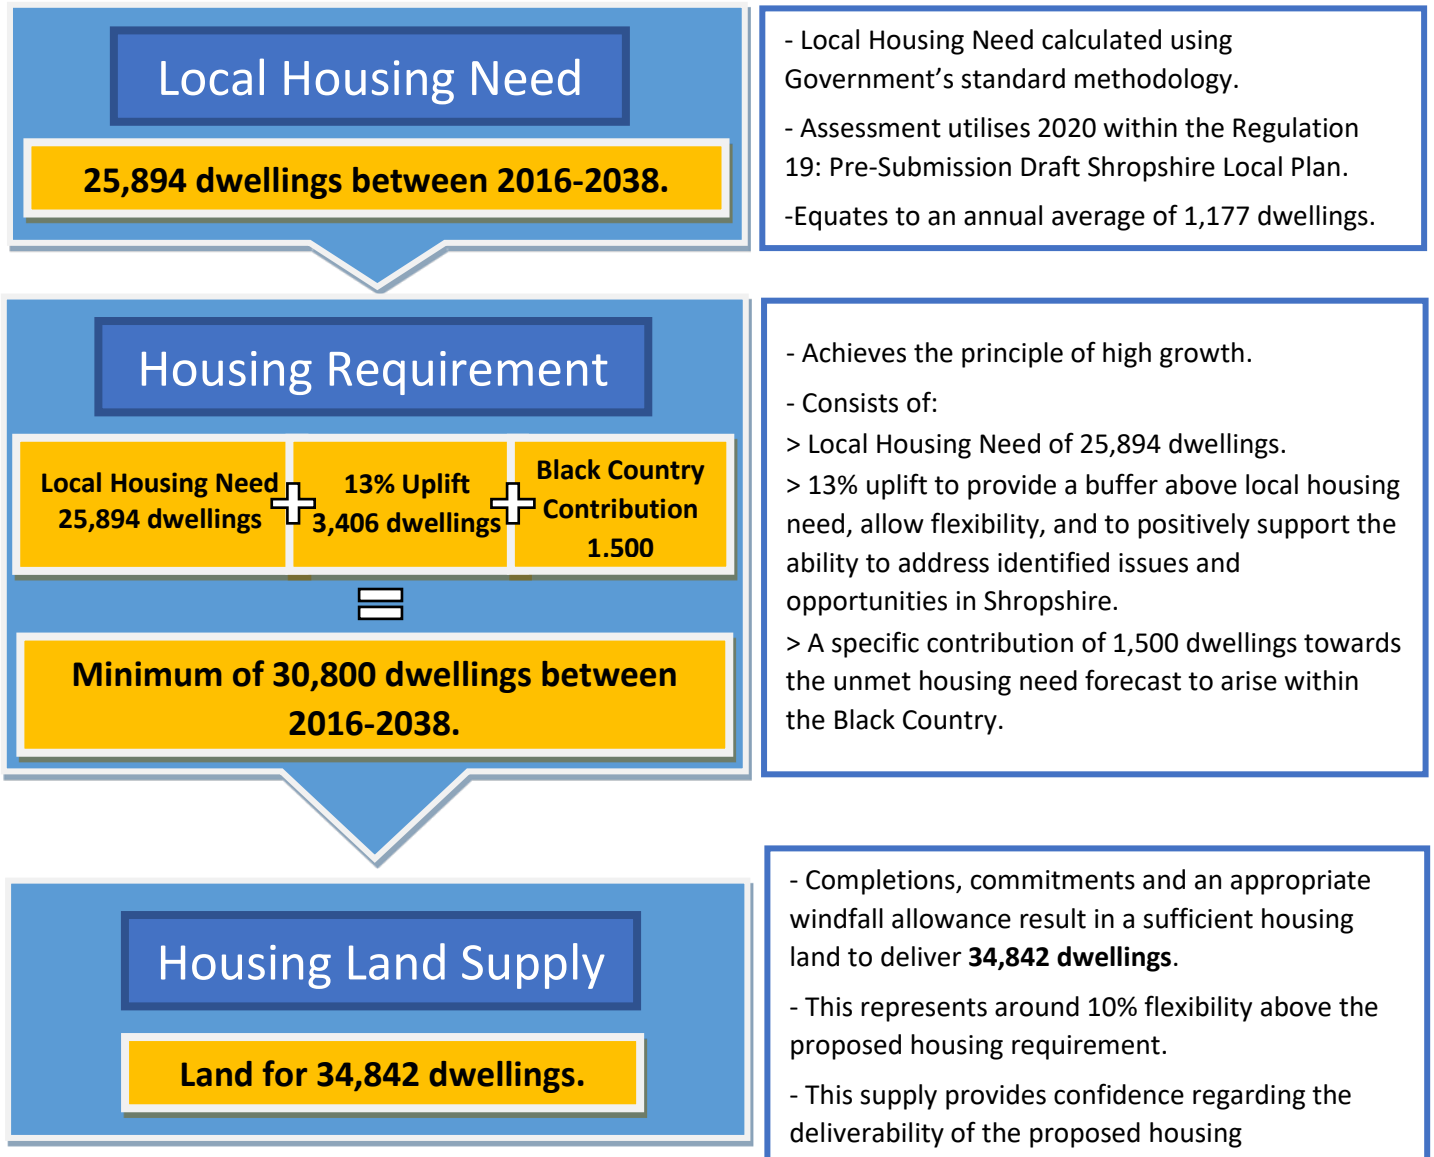 Local Housing Need
25,894 dwellings between 2016-2038.
- Local Housing Need calculated using
Government’s standard methodology.
- Assessment utilises 2020 within the Regulation
19: Pre-Submission Draft Shropshire Local Plan.
-Equates to an annual average of 1,177 dwellings.
Housing Requirement
Local Housing Need
25,894 dwellings
+
13% Uplift
3,406 dwellings
+
Black Country
Contribution
1.500
=
Minimum of 30,800 dwellings between
2016-2038.
- Achieves the principle of high growth.
- Consists of:
> Local Housing Need of 25,894 dwellings.
> 13% uplift to provide a buffer above local housing
need, allow flexibility, and to positively support the
ability to address identified issues and
opportunities in Shropshire.
> A specific contribution of 1,500 dwellings towards
the unmet housing need forecast to arise within
the Black Country.
Housing Land Supply
Land for 34,842 dwellings.
- Completions, commitments and an appropriate
windfall allowance result in a sufficient housing
land to deliver 34,842 dwellings.
- This represents around 10% flexibility above the
proposed housing requirement.
- This supply provides confidence regarding the
deliverability of the proposed housing